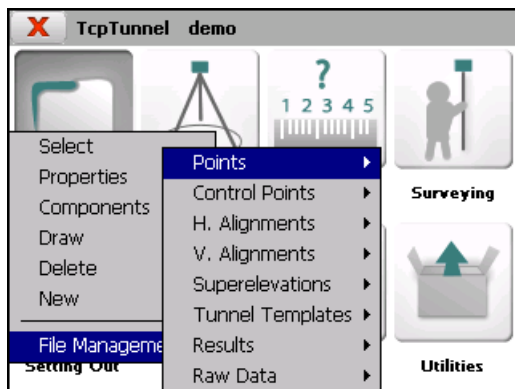 X TcpTunnel demo
?
1 2 3 4 5
Select
Properties
Components
Draw
Delete
New
File Manageme
Points
Control Points
H. Alignments
V. Alignments
Superelevations
Tunnel Templates
Results
Raw Data
Surveying
Setting Out
Utilities